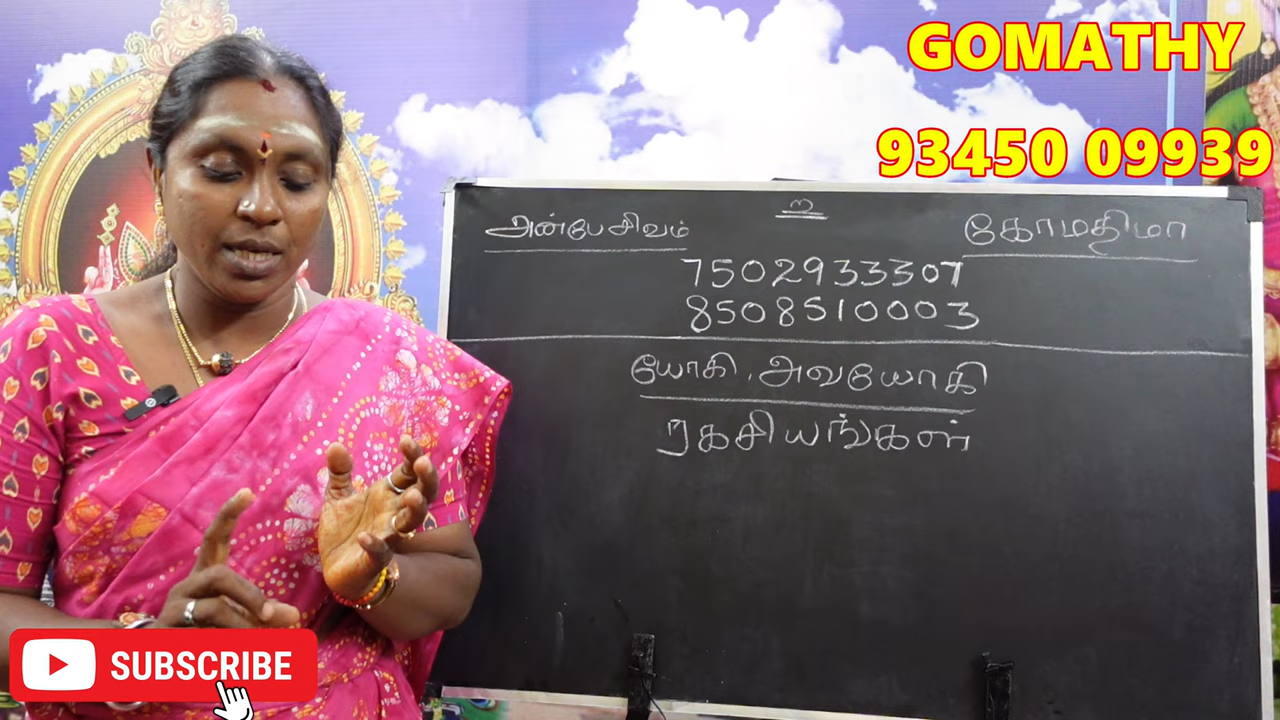 GOMATHY
93450 09939
உ
அன்பே சிவம்
கோமதிமா
7502933307
8508510003
யோகி, அவயோகி
ரகசியங்கள்
SUBSCRIBE